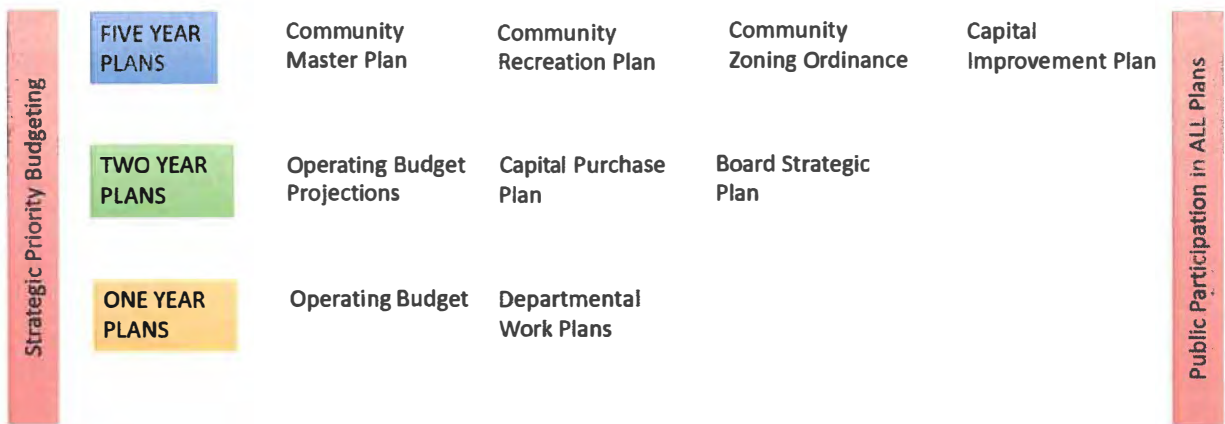 Strategic Priority Budgeting
FIVE YEAR
PLANS
Community
Master Plan
Community
Recreation Plan
Community
Zoning Ordinance
Capital
Improvement Plan
TWO YEAR
PLANS
Operating Budget
Projections
Capital Purchase
Plan
Board Strategic
Plan
ONE YEAR
PLANS
Operating Budget
Departmental
Work Plans
Public Participation in ALL Plans